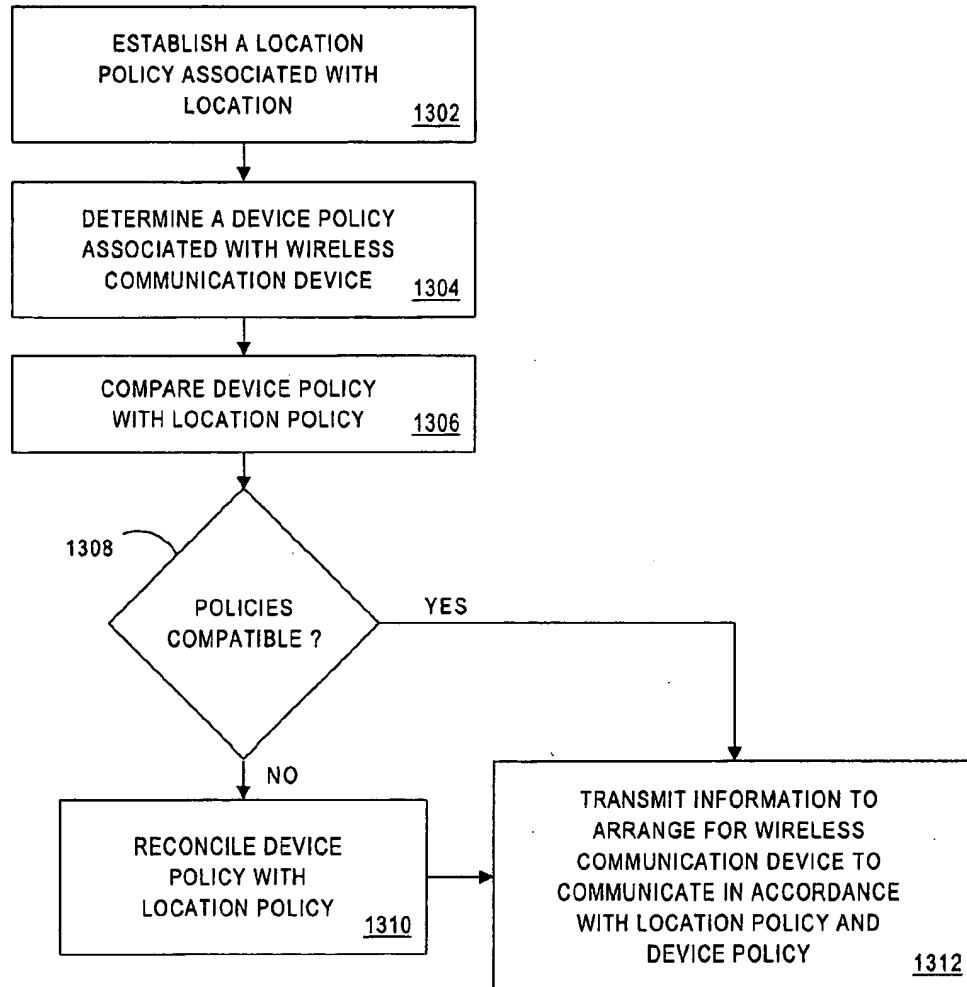 ESTABLISH A LOCATION
POLICY ASSOCIATED WITH
LOCATION
1302
DETERMINE A DEVICE POLICY
ASSOCIATED WITH WIRELESS
COMMUNICATION DEVICE
1304
COMPARE DEVICE POLICY
WITH LOCATION POLICY
1306
1308
POLICIES
COMPATIBLE ?
YES
NO
RECONCILE DEVICE
POLICY WITH
LOCATION POLICY
1310
TRANSMIT INFORMATION TO
ARRANGE FOR WIRELESS
COMMUNICATION DEVICE TO
COMMUNICATE IN ACCORDANCE
WITH LOCATION POLICY AND
DEVICE POLICY
1312